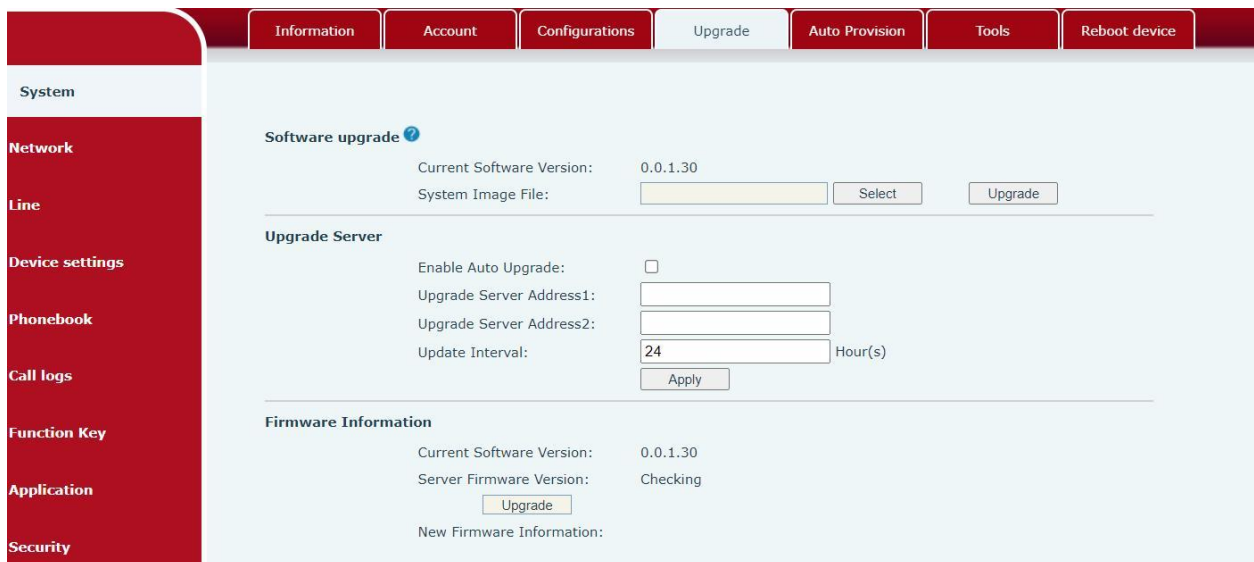 Information Account Configurations Upgrade Auto Provision Tools Reboot device
System
Network
Line
Device settings
Phonebook
Call logs
Function Key
Application
Security
Software upgrade ?
Current Software Version: 0.0.1.30
System Image File: Select Upgrade
Upgrade Server
Enable Auto Upgrade:
Upgrade Server Address1:
Upgrade Server Address2:
Update Interval: 24 Hour(s)
Apply
Firmware Information
Current Software Version: 0.0.1.30
Server Firmware Version: Checking
Upgrade
New Firmware Information: